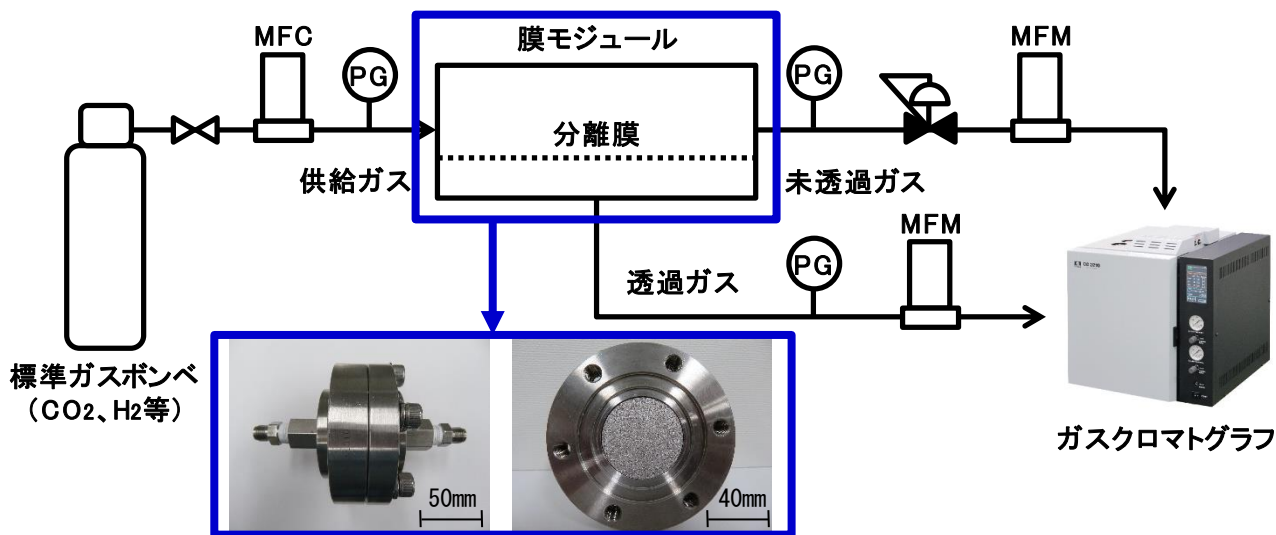 MFC
PG
膜モジュール
分離膜
供給ガス
PG
MFM
未透過ガス
透過ガス
PG
MFM
標準ガスボンベ
（CO2、H2等）
50mm
40mm
ガスクロマトグラフ